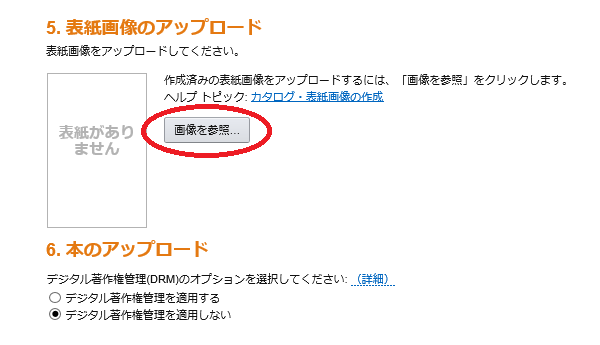 5. 表紙画像のアップロード
表紙画像をアップロードしてください。
作成済みの表紙画像をアップロードするには、「画像を参照」をクリックします。
ヘルプ トピック: カタログ・表紙画像の作成
表紙があり
ません
画像を参照...
6. 本のアップロード
デジタル著作権管理(DRM)のオプションを選択してください: (詳細)
デジタル著作権管理を適用する
デジタル著作権管理を適用しない